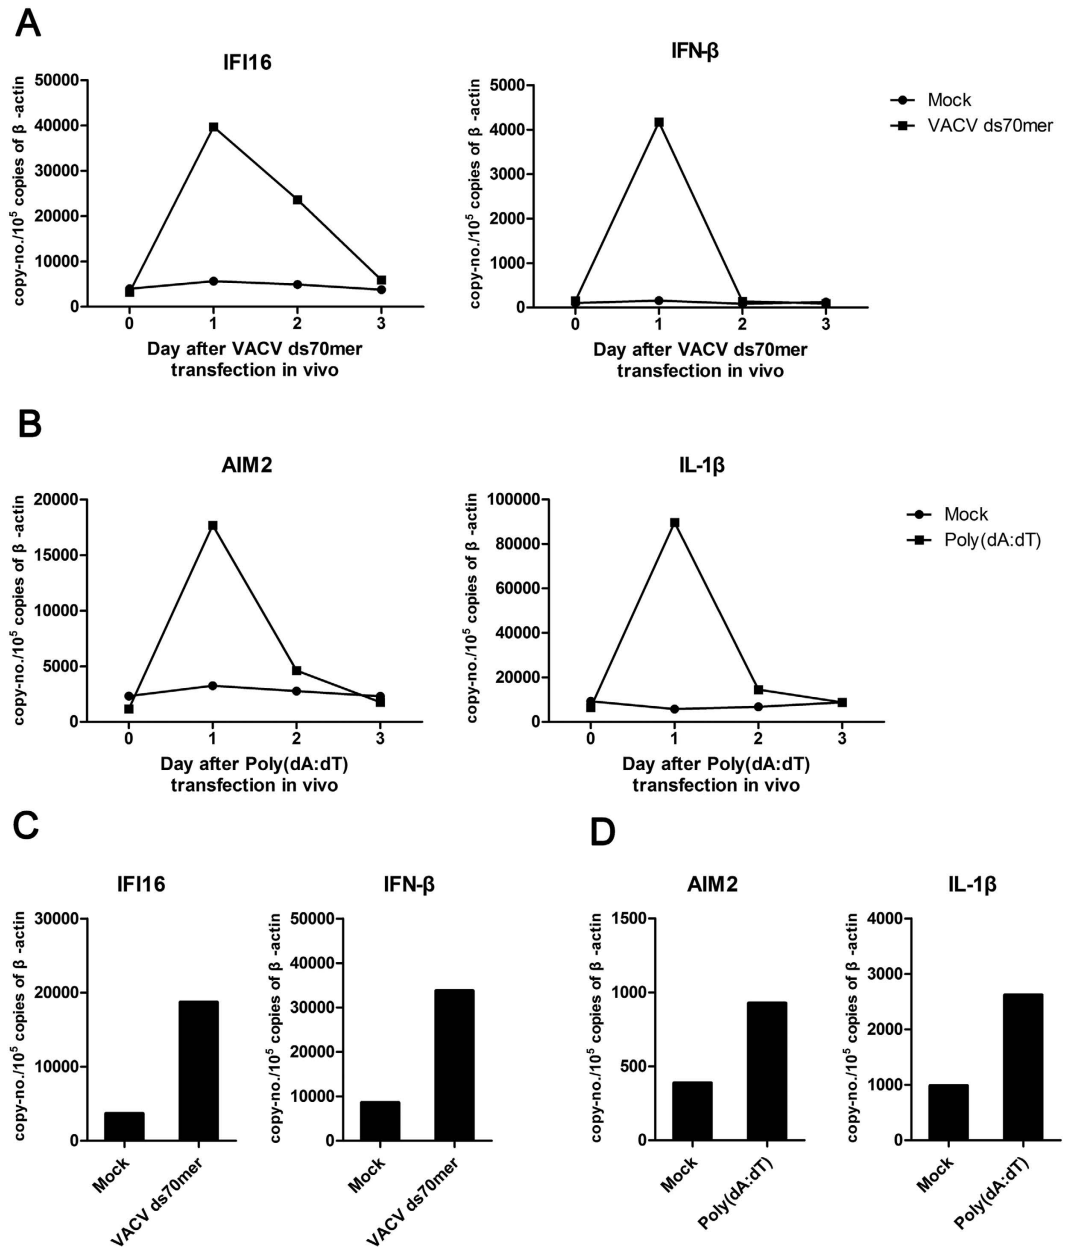 A
IFI16
copy-no./10⁵ copies of β -actin
50000
40000
30000
20000
10000
0
0 1 2 3
Day after VACV ds70mer
transfection in vivo
IFN-β
copy-no./10⁵ copies of β -actin
5000
4000
3000
2000
1000
0
0 1 2 3
Day after VACV ds70mer
transfection in vivo
Mock
VACV ds70mer
B
AIM2
copy-no./10⁵ copies of β -actin
20000
15000
10000
5000
0
0 1 2 3
Day after Poly(dA:dT)
transfection in vivo
IL-1β
copy-no./10⁵ copies of β -actin
100000
80000
60000
40000
20000
0
0 1 2 3
Day after Poly(dA:dT)
transfection in vivo
Mock
Poly(dA:dT)
C
IFI16
copy-no./10⁵ copies of β -actin
30000
20000
10000
0
Mock
VACV ds70mer
IFN-β
copy-no./10⁵ copies of β -actin
50000
40000
30000
20000
10000
0
Mock
VACV ds70mer
D
AIM2
copy-no./10⁵ copies of β -actin
1500
1000
500
0
Mock
Poly(dA:dT)
IL-1β
copy-no./10⁵ copies of β -actin
4000
3000
2000
1000
0
Mock
Poly(dA:dT)